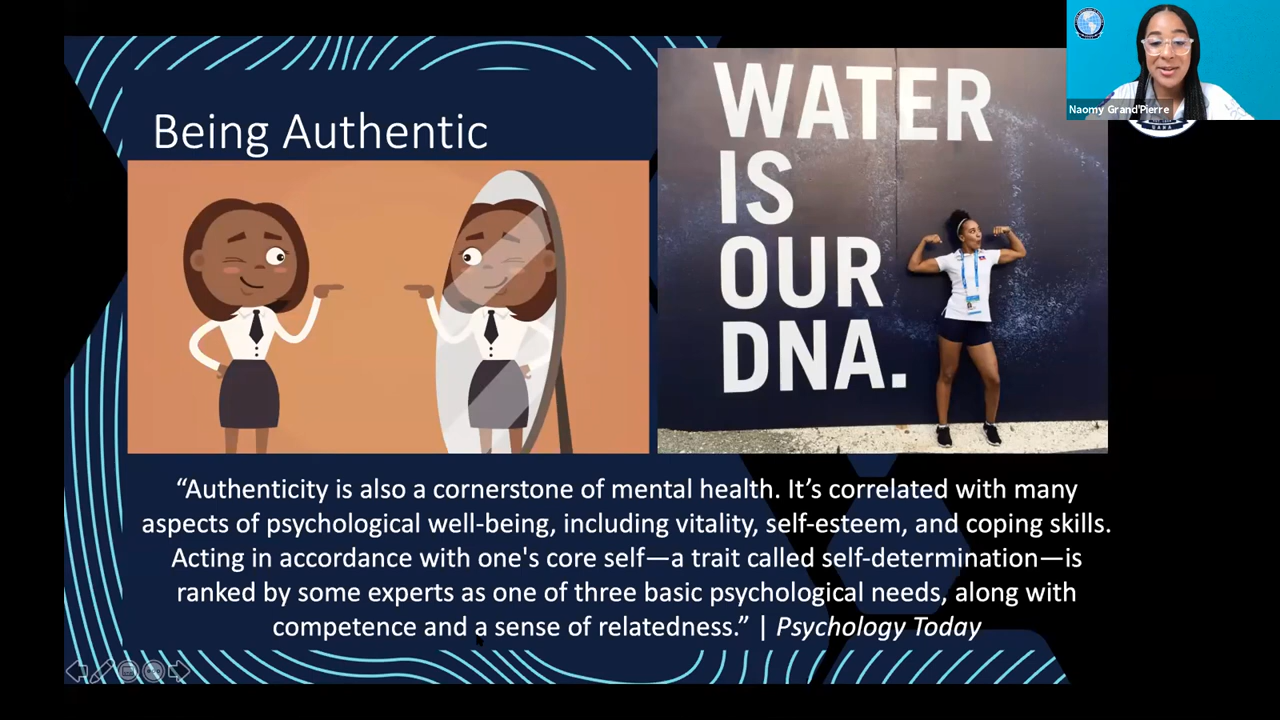 Being Authentic
WATER
IS
OUR
DNA.
Naomy Grand'Pierre
“Authenticity is also a cornerstone of mental health. It’s correlated with many
aspects of psychological well-being, including vitality, self-esteem, and coping skills.
Acting in accordance with one's core self—a trait called self-determination—is
ranked by some experts as one of three basic psychological needs, along with
competence and a sense of relatedness.” | Psychology Today